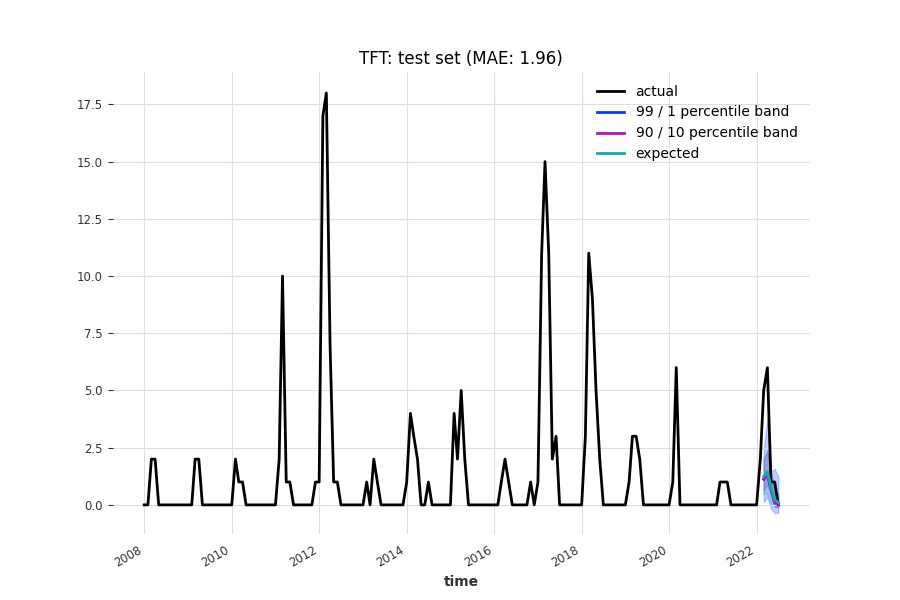 TFT: test set (MAE: 1.96)
actual
99 / 1 percentile band
90 / 10 percentile band
expected
17.5
15.0
12.5
10.0
7.5
5.0
2.5
0.0
2008
2010
2012
2014
2016
2018
2020
2022
time